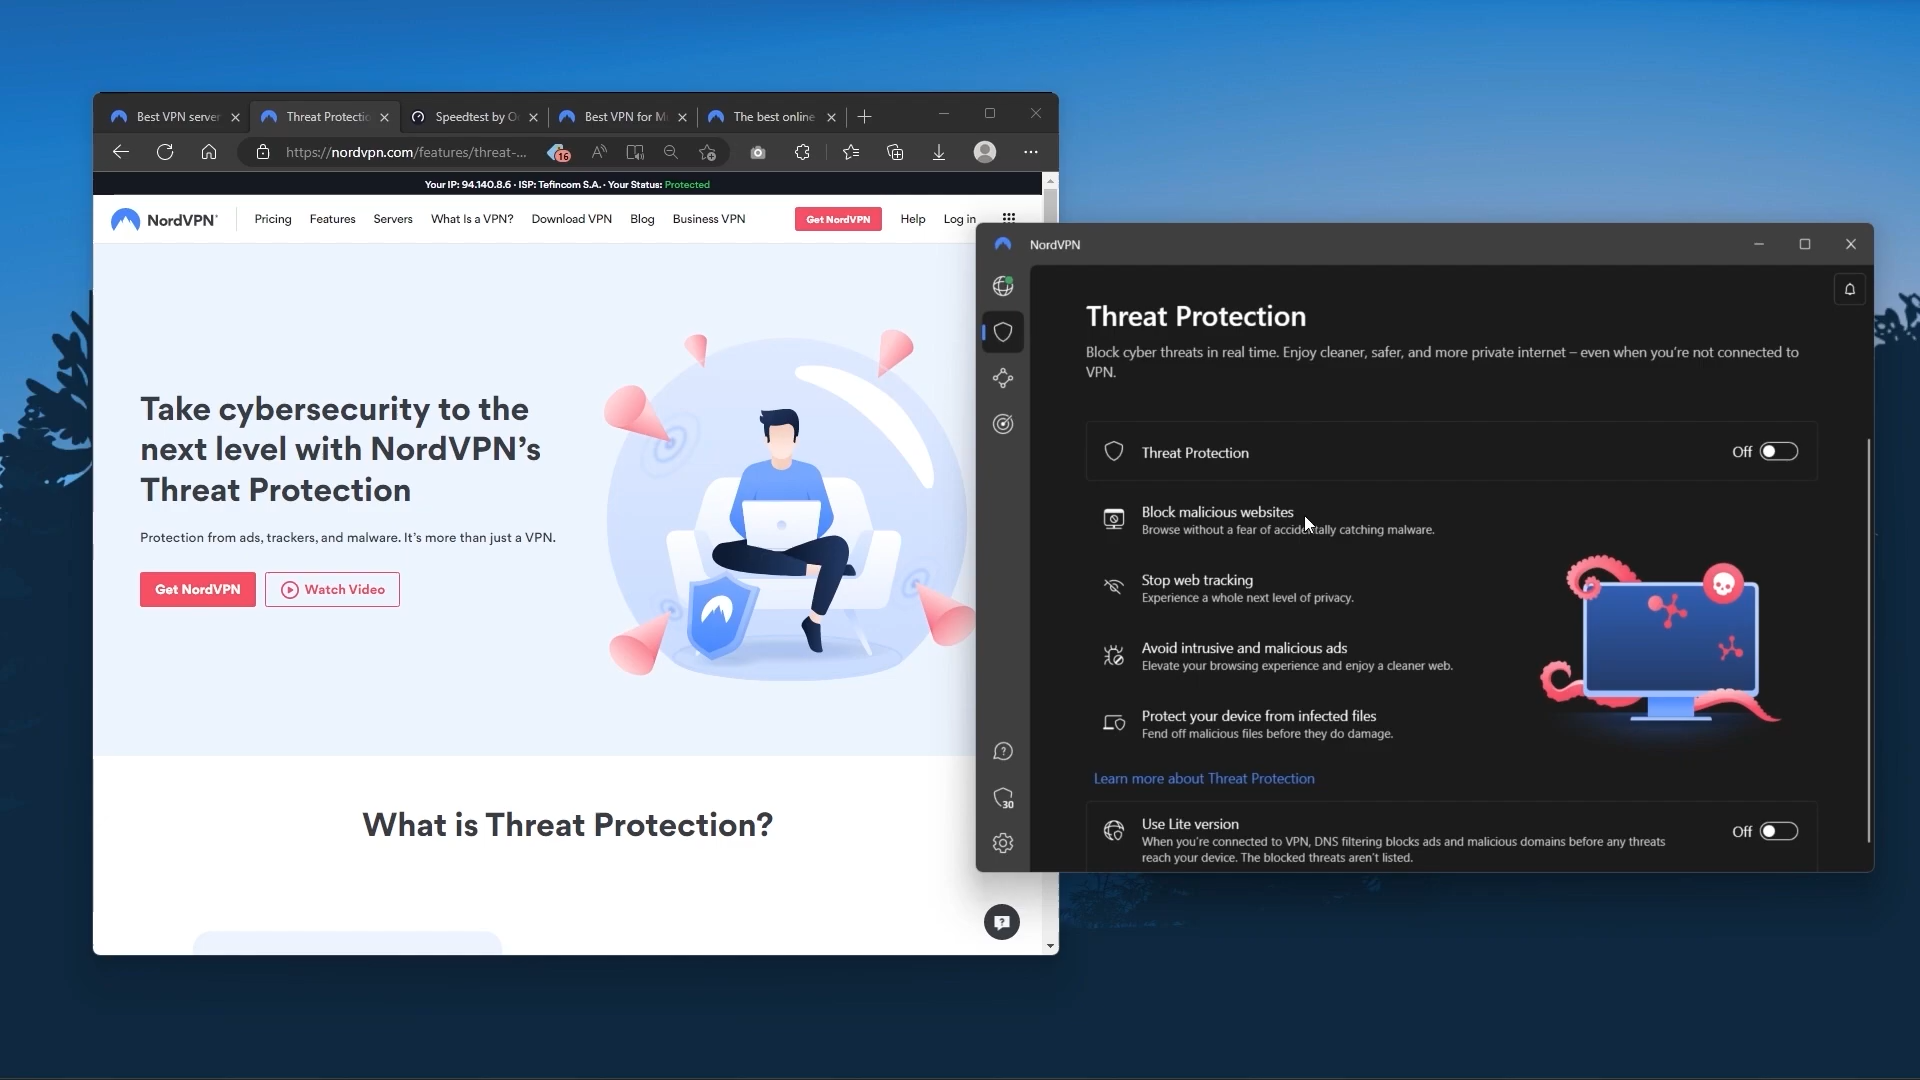 Best VPN server
Threat Protectio
Speedtest by O
Best VPN for M
The best online
https://nordvpn.com/features/threat-...
16
Your IP: 94.140.8.6 · ISP: Tefincom S.A. · Your Status: Protected
NordVPN®
Pricing
Features
Servers
What Is a VPN?
Download VPN
Blog
Business VPN
Get NordVPN
Help
Log in
Take cybersecurity to the
next level with NordVPN's
Threat Protection
Protection from ads, trackers, and malware. It's more than just a VPN.
Get NordVPN
Watch Video
What is Threat Protection?
NordVPN
Threat Protection
Block cyber threats in real time. Enjoy cleaner, safer, and more private internet – even when you're not connected to
VPN.
Threat Protection
Off
Block malicious websites
Browse without a fear of accidentally catching malware.
Stop web tracking
Experience a whole next level of privacy.
Avoid intrusive and malicious ads
Elevate your browsing experience and enjoy a cleaner web.
Protect your device from infected files
Fend off malicious files before they do damage.
Learn more about Threat Protection
30
Use Lite version
Off
When you're connected to VPN, DNS filtering blocks ads and malicious domains before any threats
reach your device. The blocked threats aren't listed.